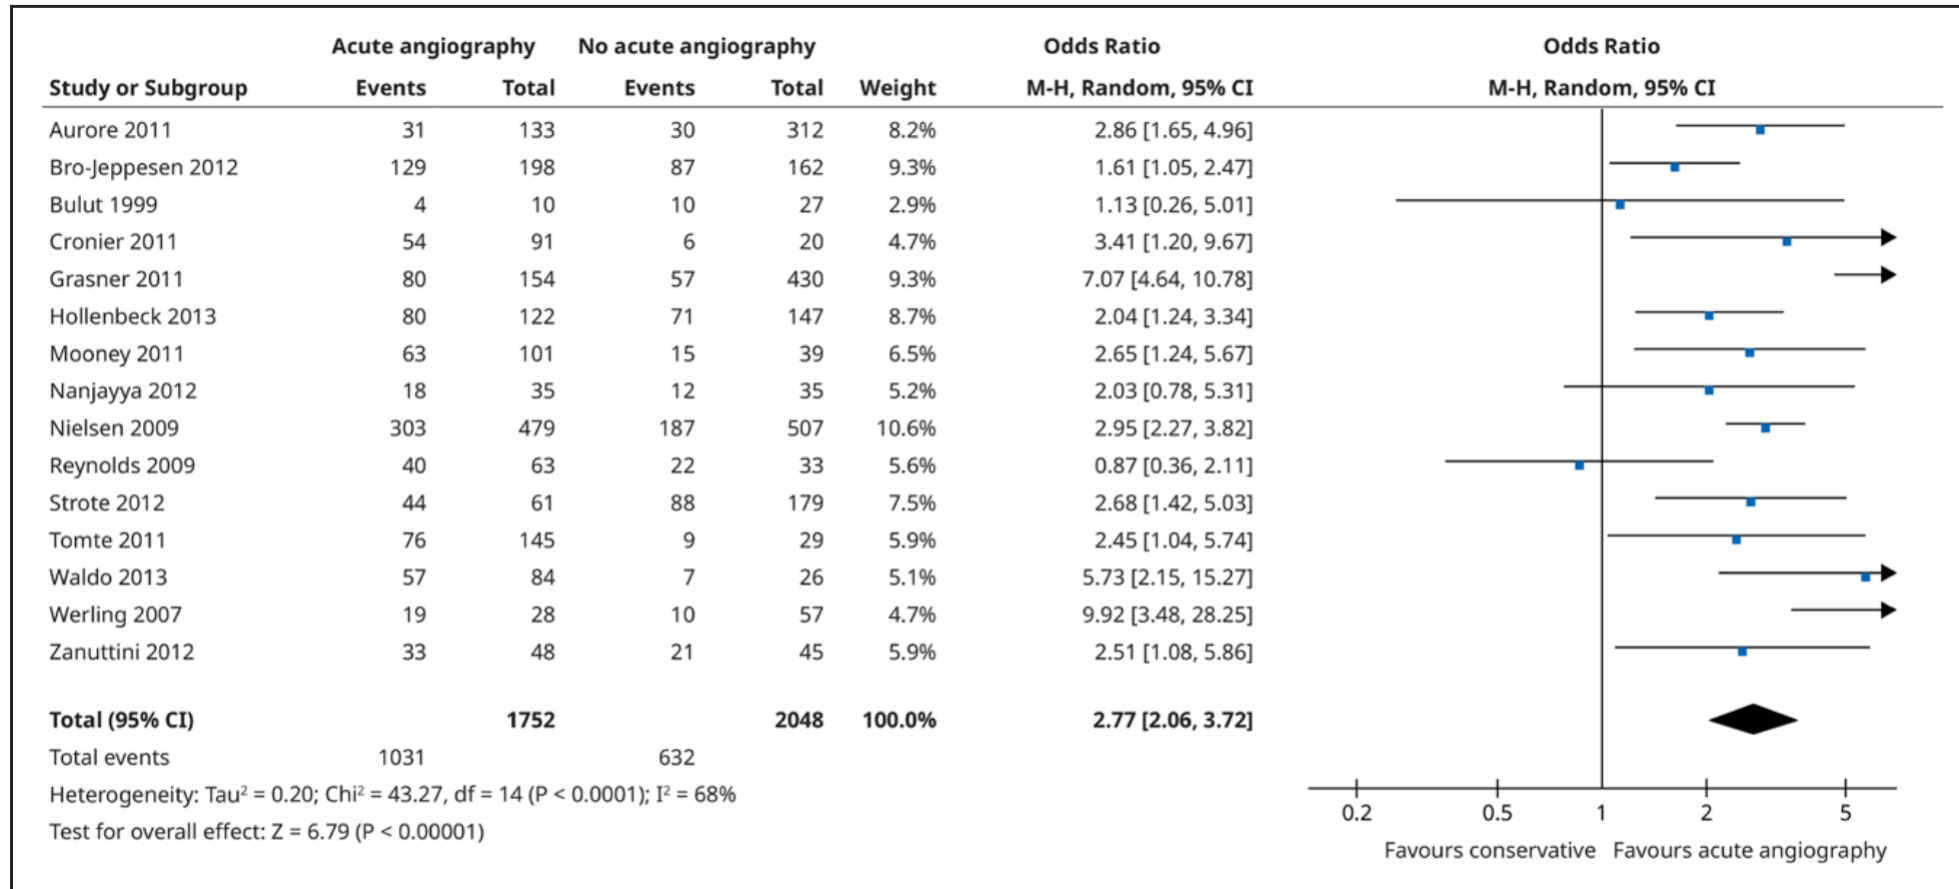 Acute angiography No acute angiography Odds Ratio Odds Ratio
Study or Subgroup Events Total Events Total Weight M-H, Random, 95% CI M-H, Random, 95% CI
Aurore 2011 31 133 30 312 8.2% 2.86 [1.65, 4.96]
Bro-Jeppesen 2012 129 198 87 162 9.3% 1.61 [1.05, 2.47]
Bulut 1999 4 10 10 27 2.9% 1.13 [0.26, 5.01]
Cronier 2011 54 91 6 20 4.7% 3.41 [1.20, 9.67]
Grasner 2011 80 154 57 430 9.3% 7.07 [4.64, 10.78]
Hollenbeck 2013 80 122 71 147 8.7% 2.04 [1.24, 3.34]
Mooney 2011 63 101 15 39 6.5% 2.65 [1.24, 5.67]
Nanjayya 2012 18 35 12 35 5.2% 2.03 [0.78, 5.31]
Nielsen 2009 303 479 187 507 10.6% 2.95 [2.27, 3.82]
Reynolds 2009 40 63 22 33 5.6% 0.87 [0.36, 2.11]
Strote 2012 44 61 88 179 7.5% 2.68 [1.42, 5.03]
Tomte 2011 76 145 9 29 5.9% 2.45 [1.04, 5.74]
Waldo 2013 57 84 7 26 5.1% 5.73 [2.15, 15.27]
Werling 2007 19 28 10 57 4.7% 9.92 [3.48, 28.25]
Zanuttini 2012 33 48 21 45 5.9% 2.51 [1.08, 5.86]
Total (95% CI) 1752 2048 100.0% 2.77 [2.06, 3.72]
Total events 1031 632
Heterogeneity: Tau² = 0.20; Chi² = 43.27, df = 14 (P < 0.0001); I² = 68%
Test for overall effect: Z = 6.79 (P < 0.00001)
0.2 0.5 1 2 5
Favours conservative Favours acute angiography